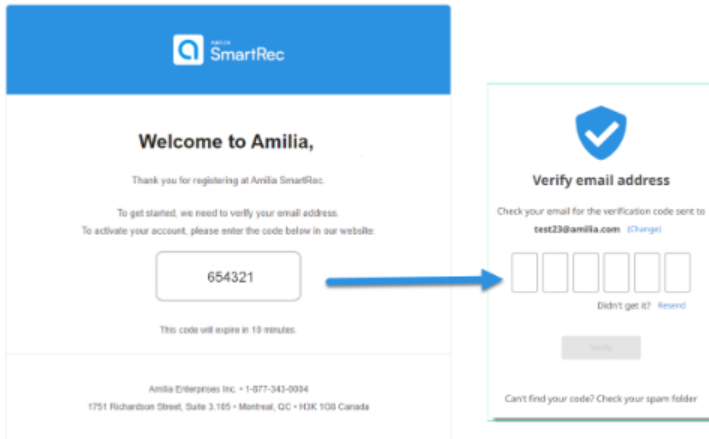 AMILIA
SmartRec
Welcome to Amilia,
Thank you for registering at Amilia SmartRec.
To get started, we need to verify your email address.
To activate your account, please enter the code below in our website:
654321
This code will expire in 10 minutes.
Amilia Enterprises Inc. • 1-877-343-0004
1751 Richardson Street, Suite 3.105 • Montreal, QC • H3K 1G6 Canada
Verify email address
Check your email for the verification code sent to
test23@amilia.com (Change)
Didn't get it? Resend
Verify
Can't find your code? Check your spam folder